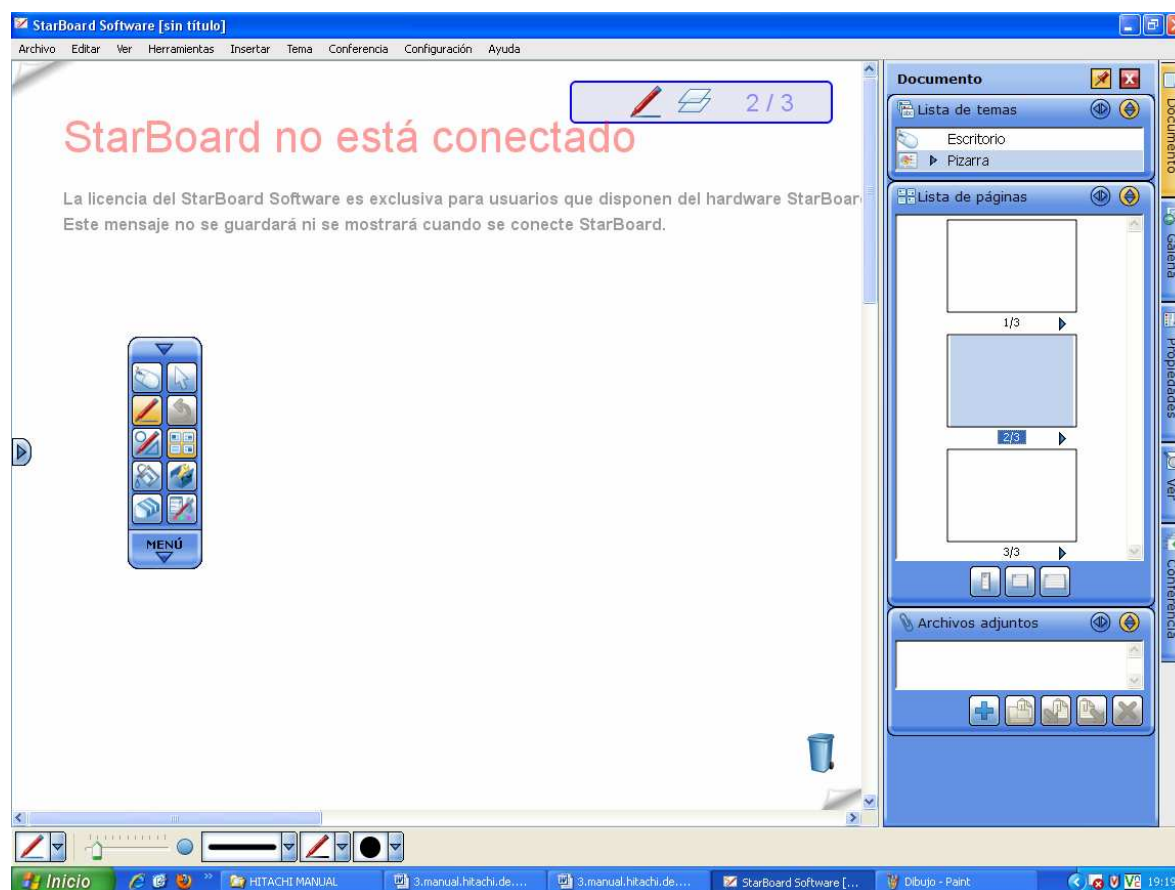 StarBoard Software [sin título]
Archivo Editar Ver Herramientas Insertar Tema Conferencia Configuración Ayuda
2 / 3
StarBoard no está conectado
La licencia del StarBoard Software es exclusiva para usuarios que disponen del hardware StarBoar
Este mensaje no se guardará ni se mostrará cuando se conecte StarBoard.
MENÚ
Documento
Lista de temas
Escritorio
Pizarra
Lista de páginas
1/3
2/3
3/3
Archivos adjuntos
Documento
Galería
Propiedades
Ver
Conferencia
Inicio
HITACHI MANUAL
3.manual.hitachi.de....
3.manual.hitachi.de....
StarBoard Software [...
Dibujo - Paint